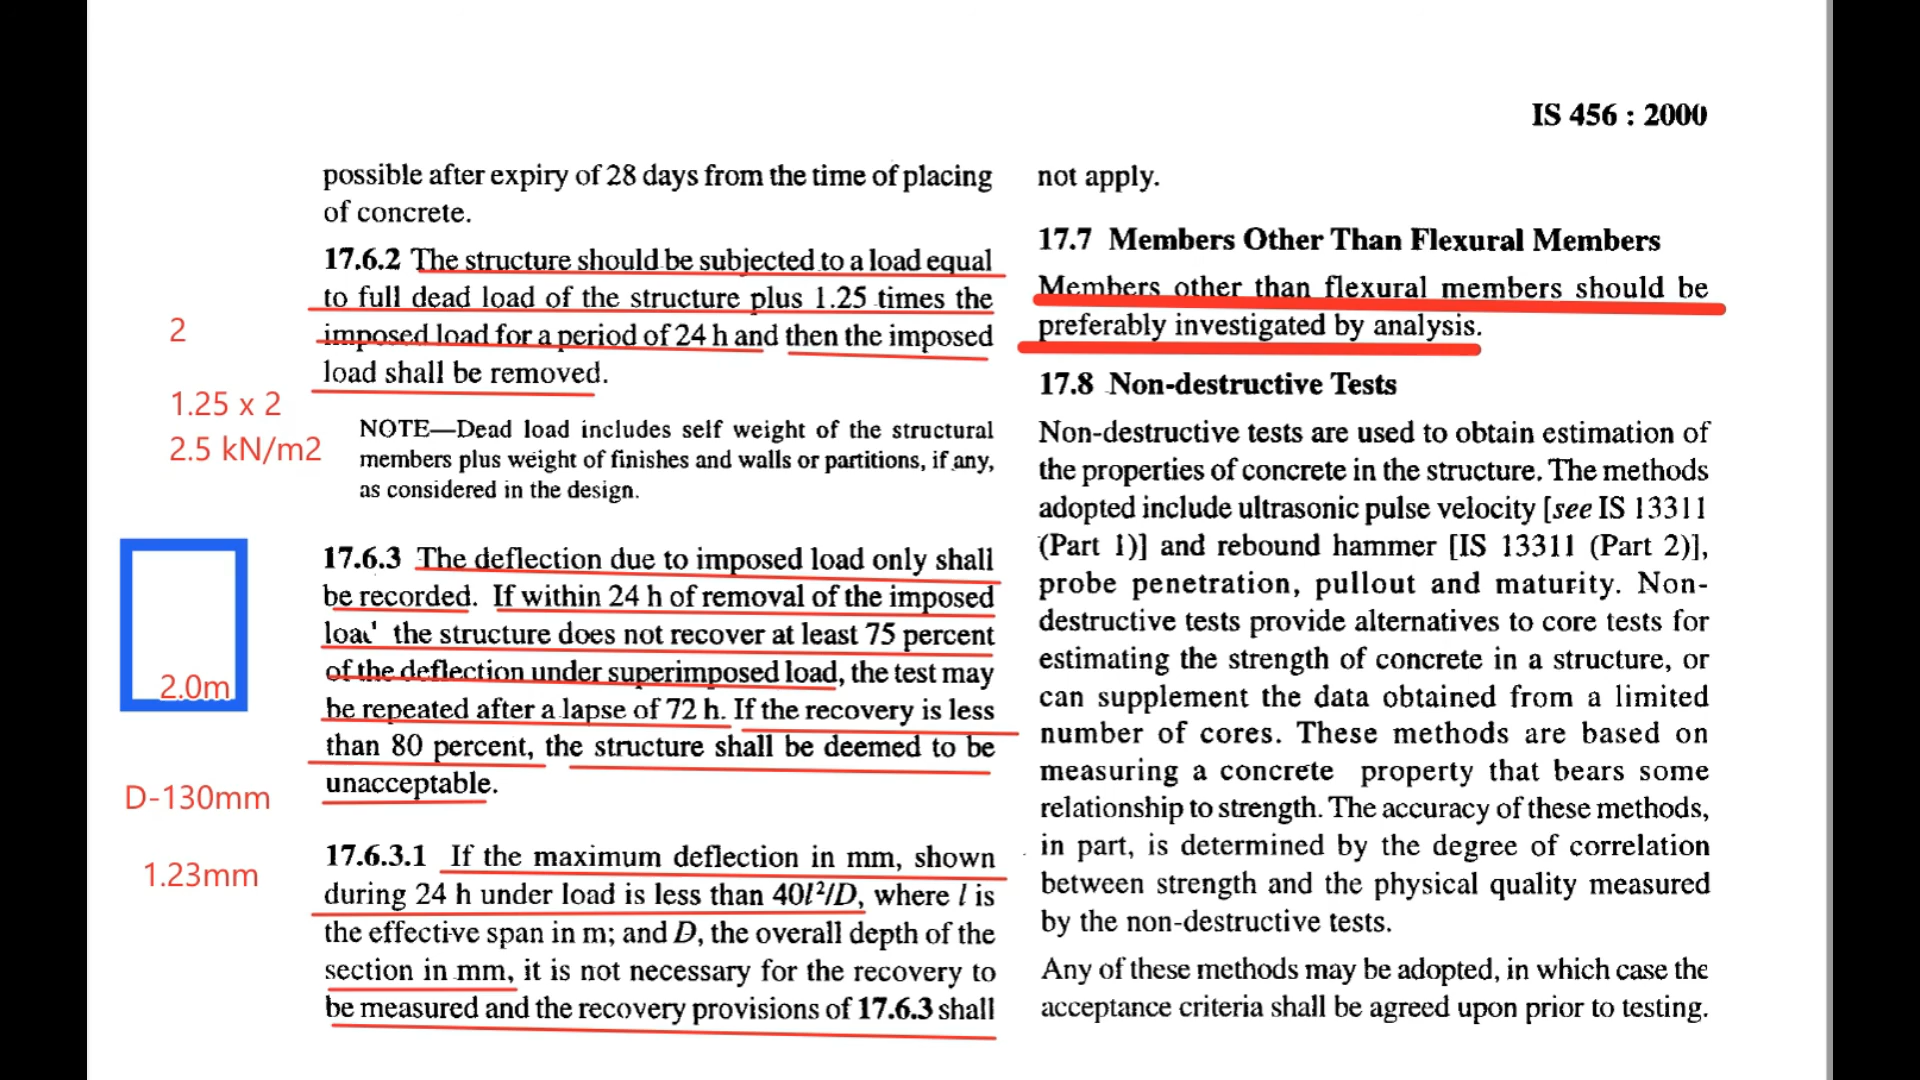 IS 456 : 2000
possible after expiry of 28 days from the time of placing
of concrete.
17.6.2 The structure should be subjected to a load equal
to full dead load of the structure plus 1.25 times the
imposed load for a period of 24 h and then the imposed
load shall be removed.
NOTE—Dead load includes self weight of the structural
members plus weight of finishes and walls or partitions, if any,
as considered in the design.
17.6.3 The deflection due to imposed load only shall
be recorded. If within 24 h of removal of the imposed
the structure does not recover at least 75 percent
of the deflection under superimposed load, the test may
be repeated after a lapse of 72 h. If the recovery is less
than 80 percent, the structure shall be deemed to be
unacceptable.
17.6.3.1 If the maximum deflection in mm, shown
during 24 h under load is less than 40l²/D, where l is
the effective span in m; and D, the overall depth of the
section in mm, it is not necessary for the recovery to
be measured and the recovery provisions of 17.6.3 shall
2
1.25 x 2
2.5 kN/m2
2.0m
D-130mm
1.23mm
not apply.
17.7 Members Other Than Flexural Members
Members other than flexural members should be
preferably investigated by analysis.
17.8 Non-destructive Tests
Non-destructive tests are used to obtain estimation of
the properties of concrete in the structure. The methods
adopted include ultrasonic pulse velocity [see IS 13311
(Part 1)] and rebound hammer [IS 13311 (Part 2)],
probe penetration, pullout and maturity. Non-
destructive tests provide alternatives to core tests for
estimating the strength of concrete in a structure, or
can supplement the data obtained from a limited
number of cores. These methods are based on
measuring a concrete property that bears some
relationship to strength. The accuracy of these methods,
in part, is determined by the degree of correlation
between strength and the physical quality measured
by the non-destructive tests.
Any of these methods may be adopted, in which case the
acceptance criteria shall be agreed upon prior to testing.